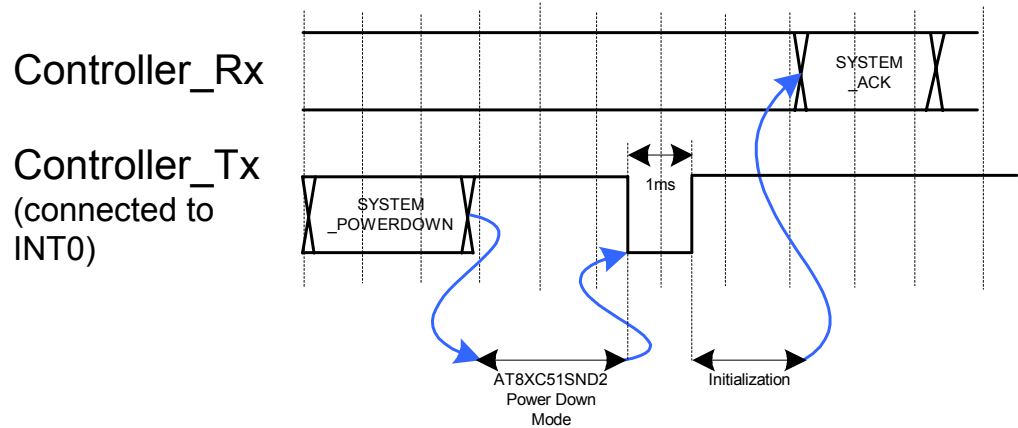 Controller_Rx
SYSTEM
_ACK
Controller_Tx
(connected to
INT0)
1ms
SYSTEM
_POWERDOWN
AT8XC51SND2
Power Down
Mode
Initialization